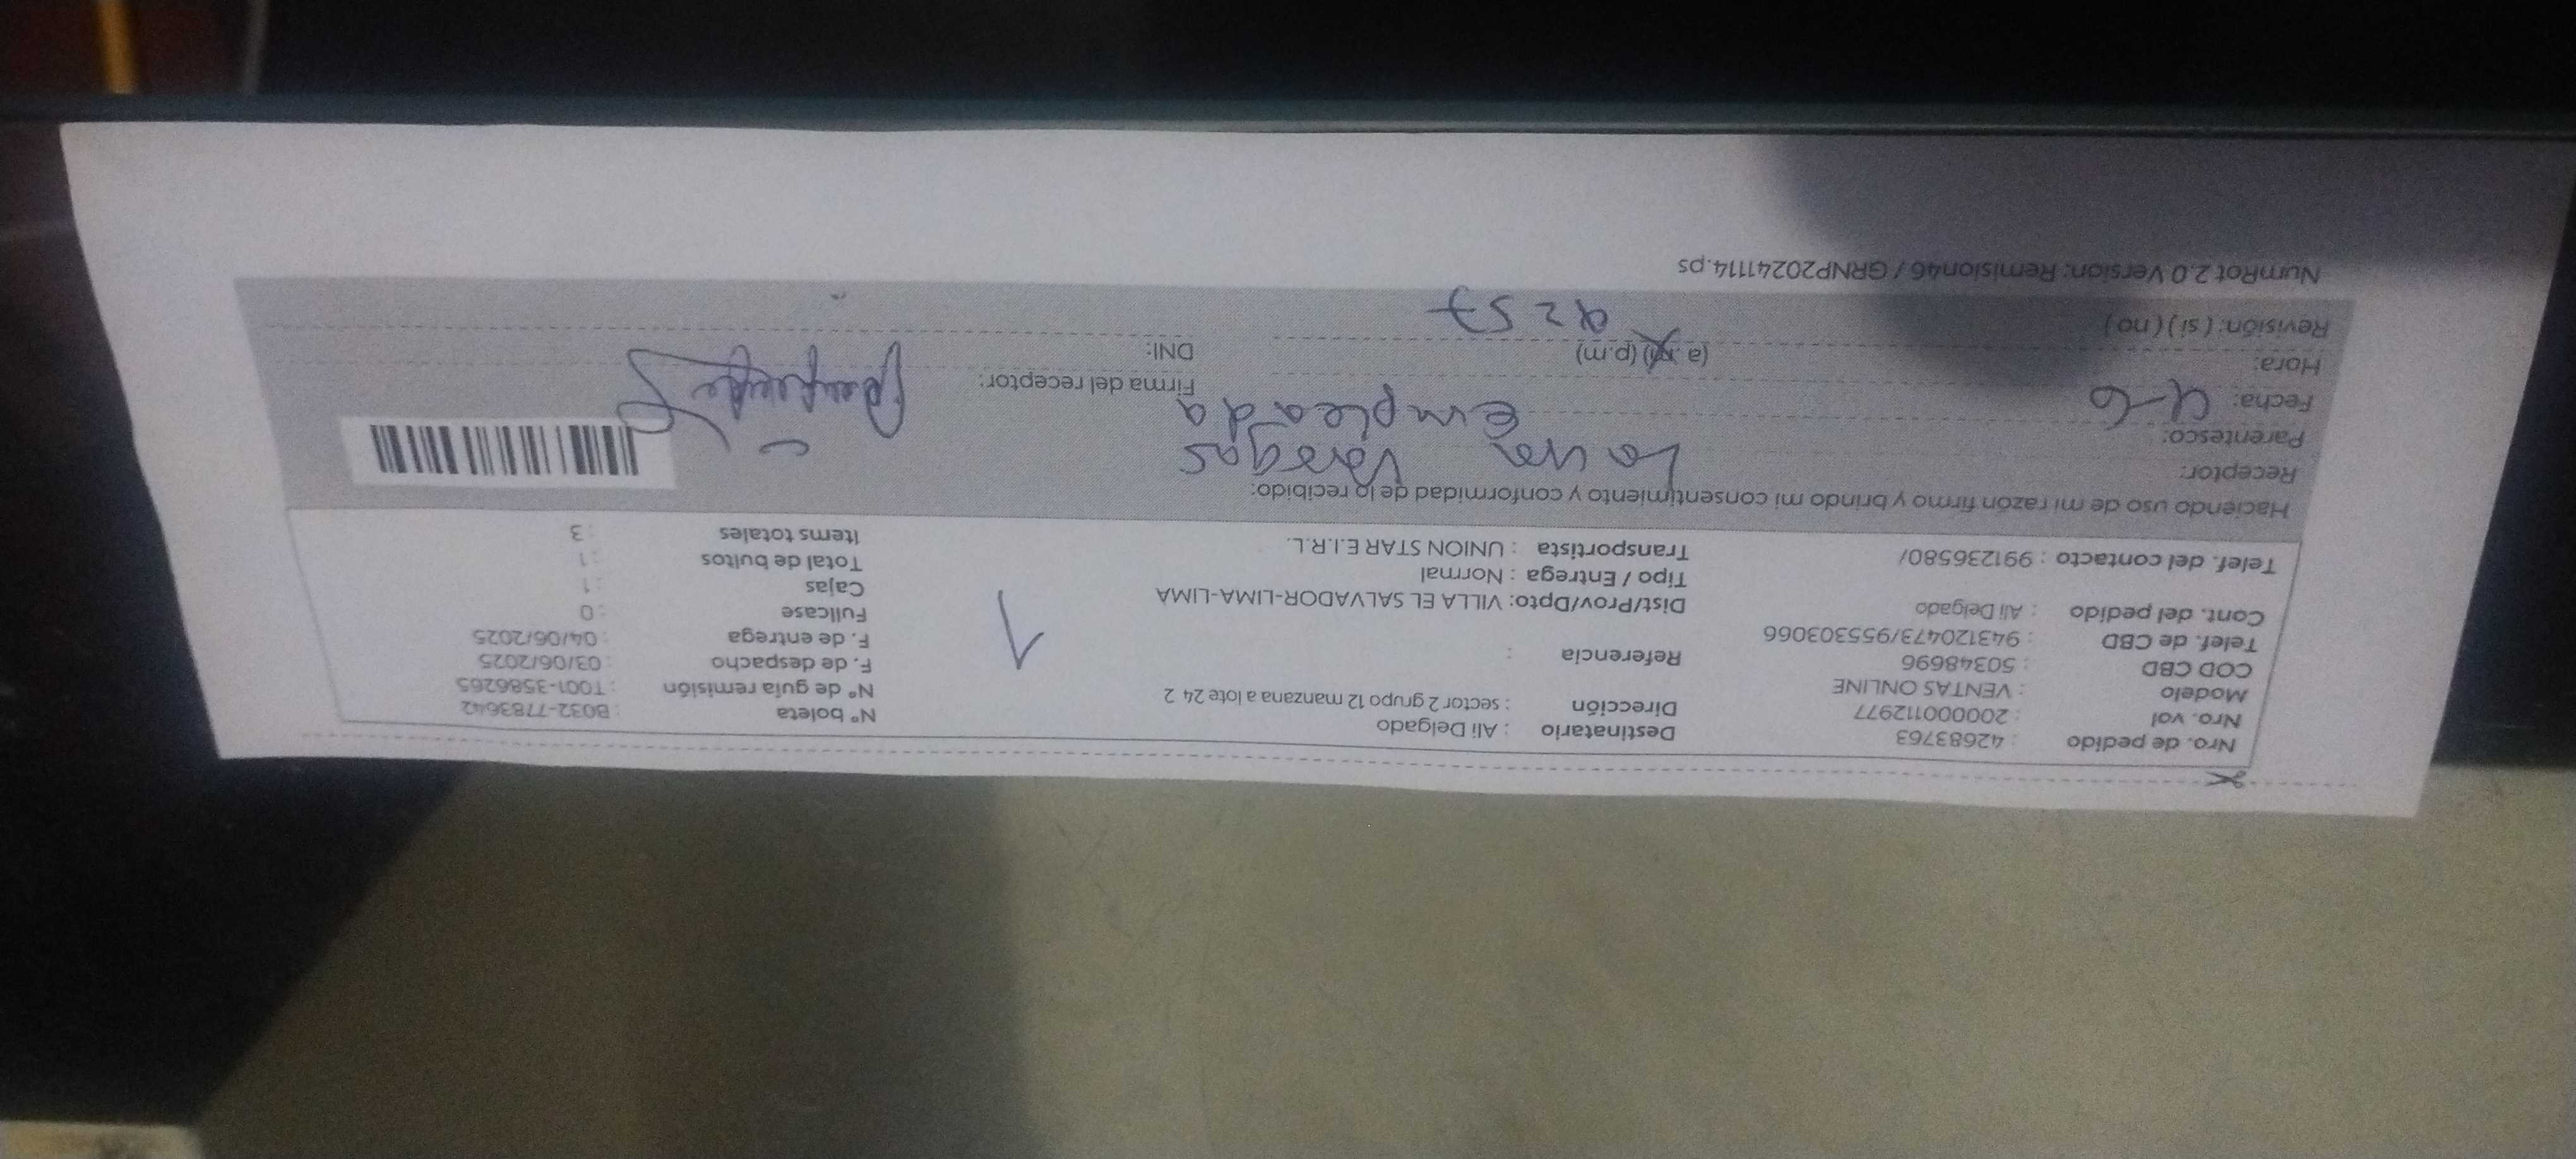 Nro. de pedido : 42683763
Nro. val : 20000112977
Modelo : VENTAS ONLINE
COD CBD : 50348696
Telef. de CBD : 943120473/955303066
Cont. del pedido : Ali Delgado
Telef. del contacto : 991236580/
Destinatario : Ali Delgado
Dirección : sector 2 grupo 12 manzana a lote 24 2
Referencia :
Dist/Prov/Dpto: VILLA EL SALVADOR-LIMA-LIMA
Tipo / Entrega : Normal
Transportista : UNION STAR E.I.R.L.
1
N° boleta : B032-7783642
N° de guía remisión : T001-3586265
F. de despacho : 03/06/2025
F. de entrega : 04/06/2025
Fullcase : 0
Cajas : 1
Total de bultos : 1
Ítems totales : 3
Haciendo uso de mi razón firmo y brindo mi consentimiento y conformidad de lo recibido:
Receptor: Laura Varegas
Parentesco: Empleada
Fecha: 4-6
Hora: (a.m) (p.m)
Revisión: ( si ) ( no )
9257
Firma del receptor:
DNI:
NumRot 2.0 Version: Remision46 / GRNP20241114.ps